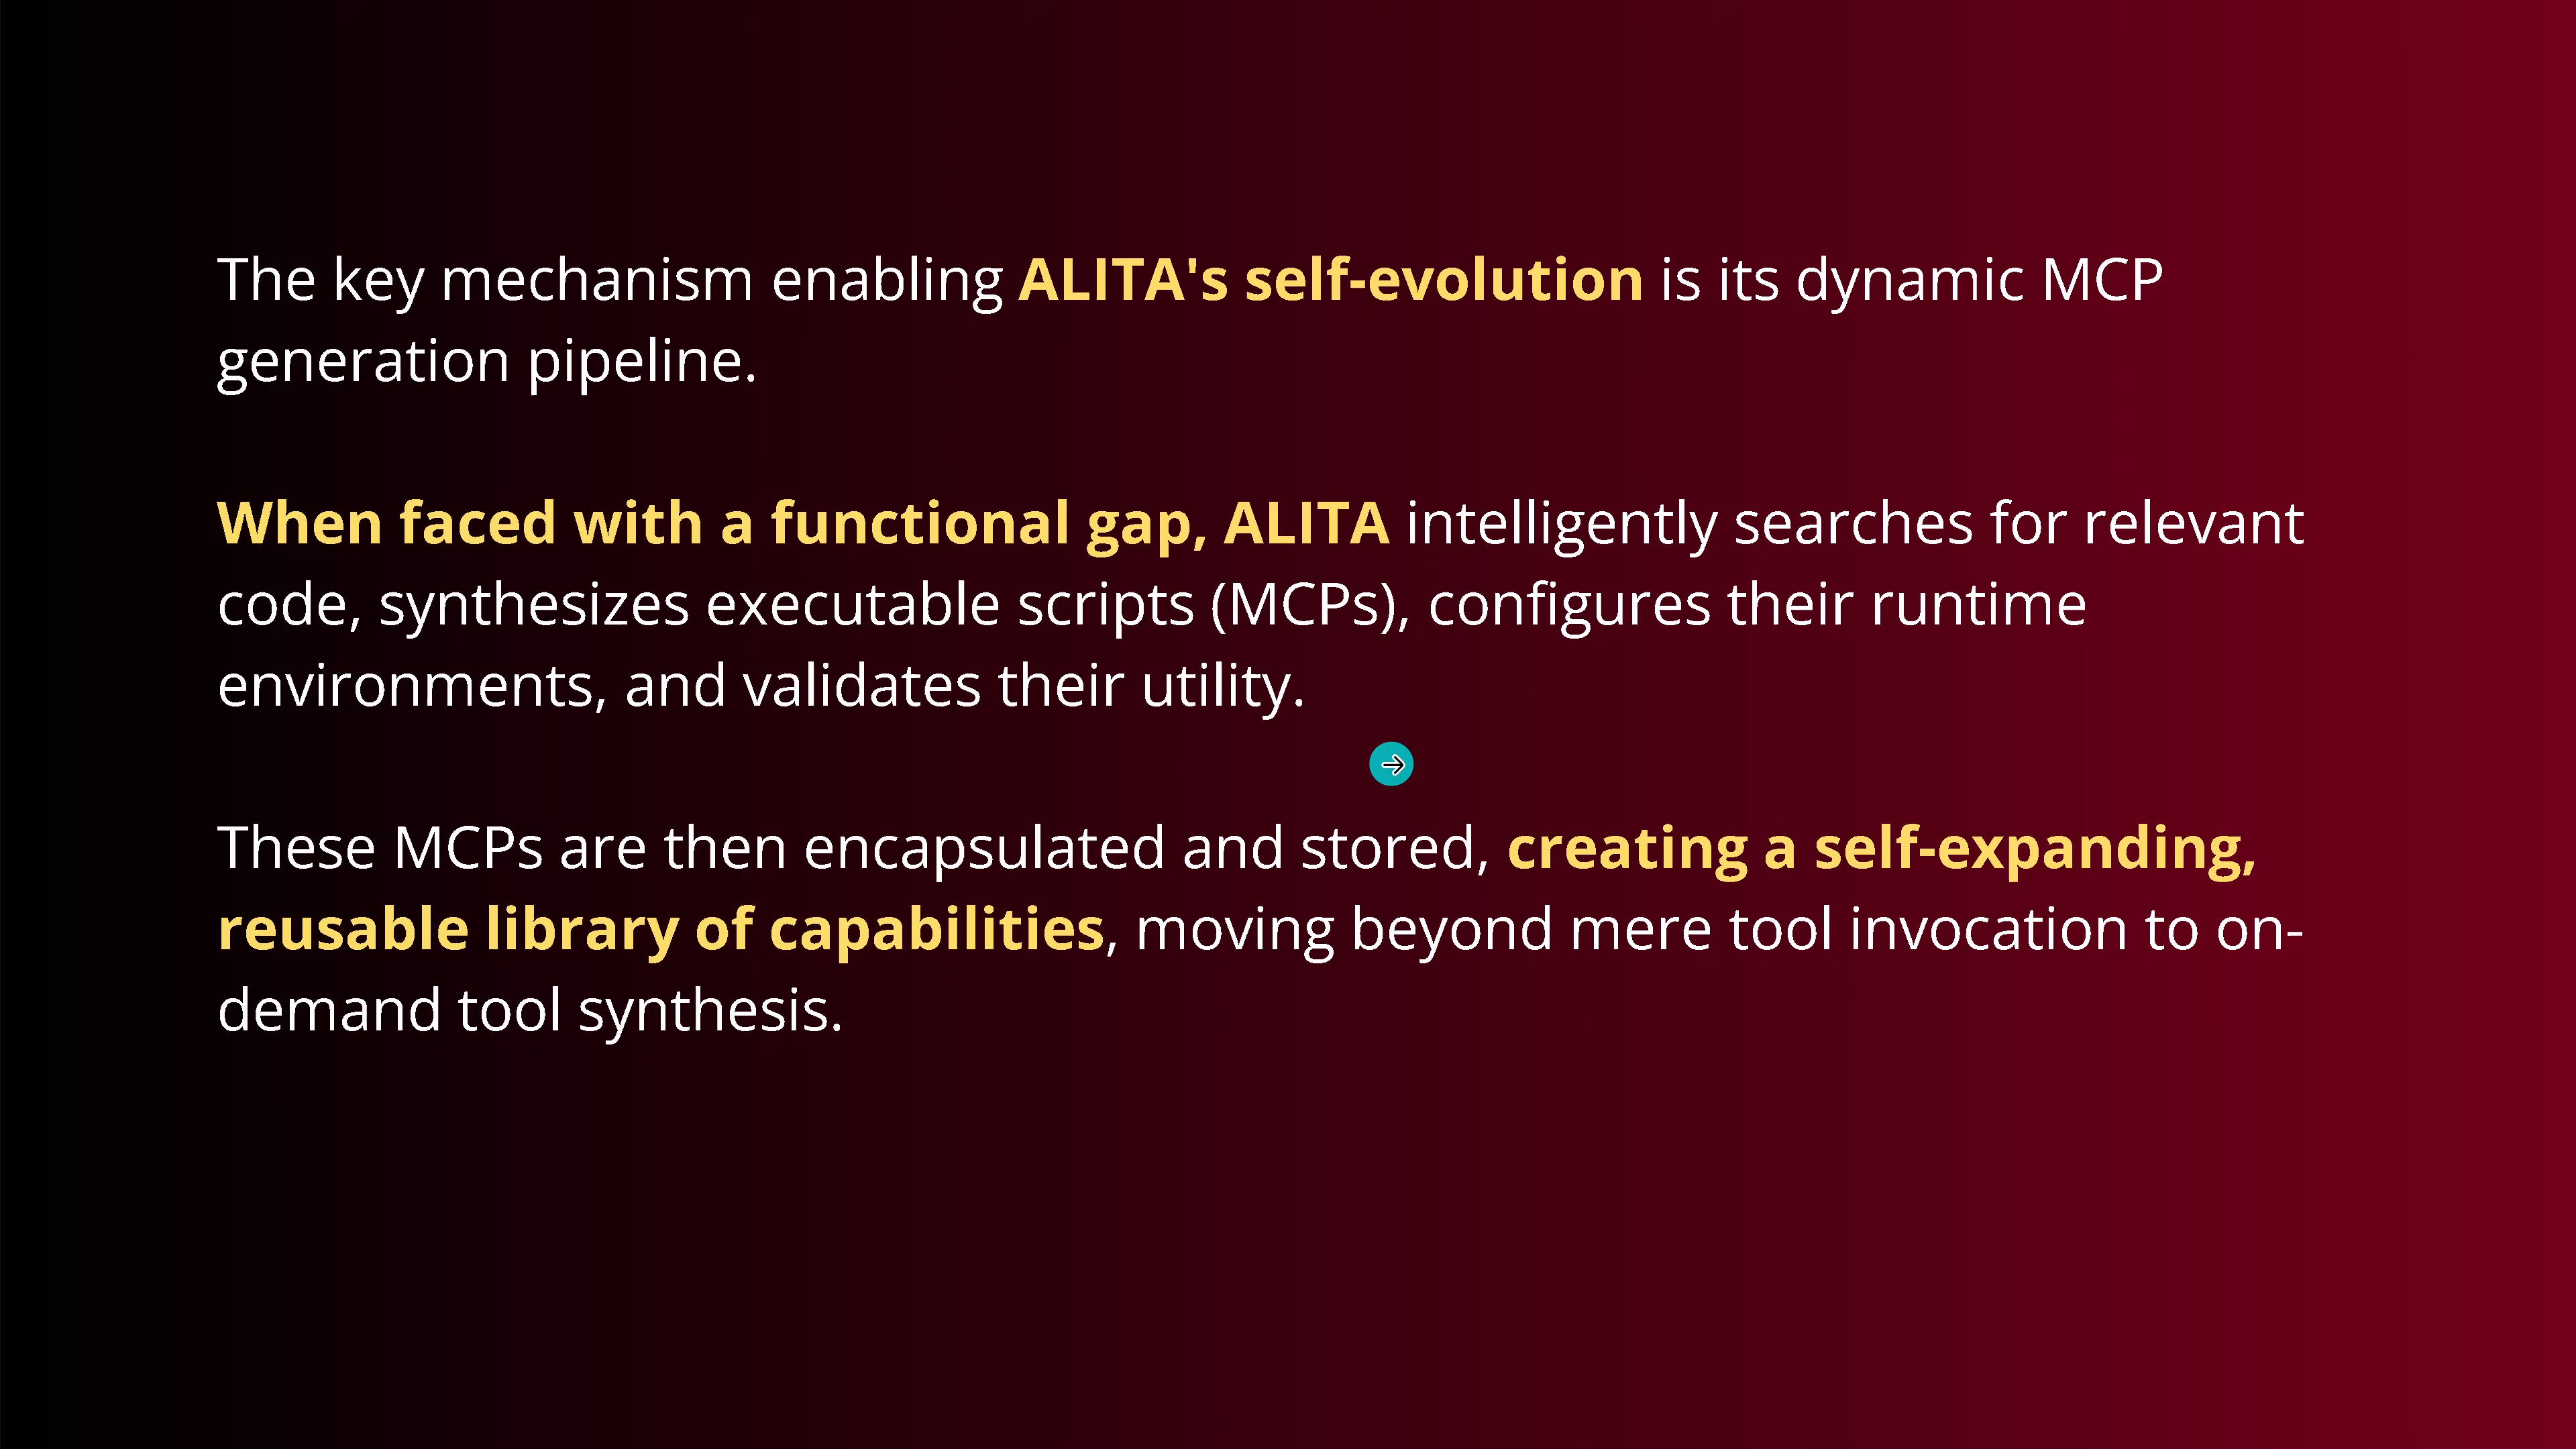 The key mechanism enabling ALITA's self-evolution is its dynamic MCP
generation pipeline.
When faced with a functional gap, ALITA intelligently searches for relevant
code, synthesizes executable scripts (MCPs), configures their runtime
environments, and validates their utility.
These MCPs are then encapsulated and stored, creating a self-expanding,
reusable library of capabilities, moving beyond mere tool invocation to on-
demand tool synthesis.